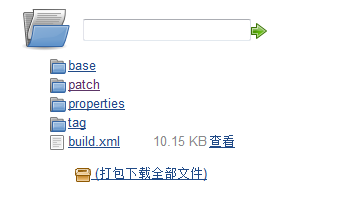 base
patch
properties
tag
build.xml 10.15 KB 查看
(打包下载全部文件)